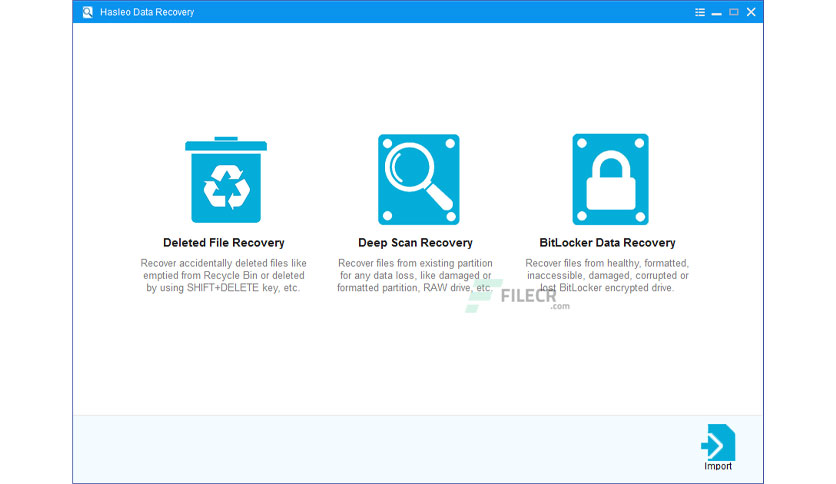 Hasleo Data Recovery
Deleted File Recovery
Recover accidentally deleted files like
emptied from Recycle Bin or deleted
by using SHIFT+DELETE key, etc.
Deep Scan Recovery
Recover files from existing partition
for any data loss, like damaged or
formatted partition, RAW drive, etc.
BitLocker Data Recovery
Recover files from healthy, formatted,
inaccessible, damaged, corrupted or
lost BitLocker encrypted drive.
FILECR
.com
Import